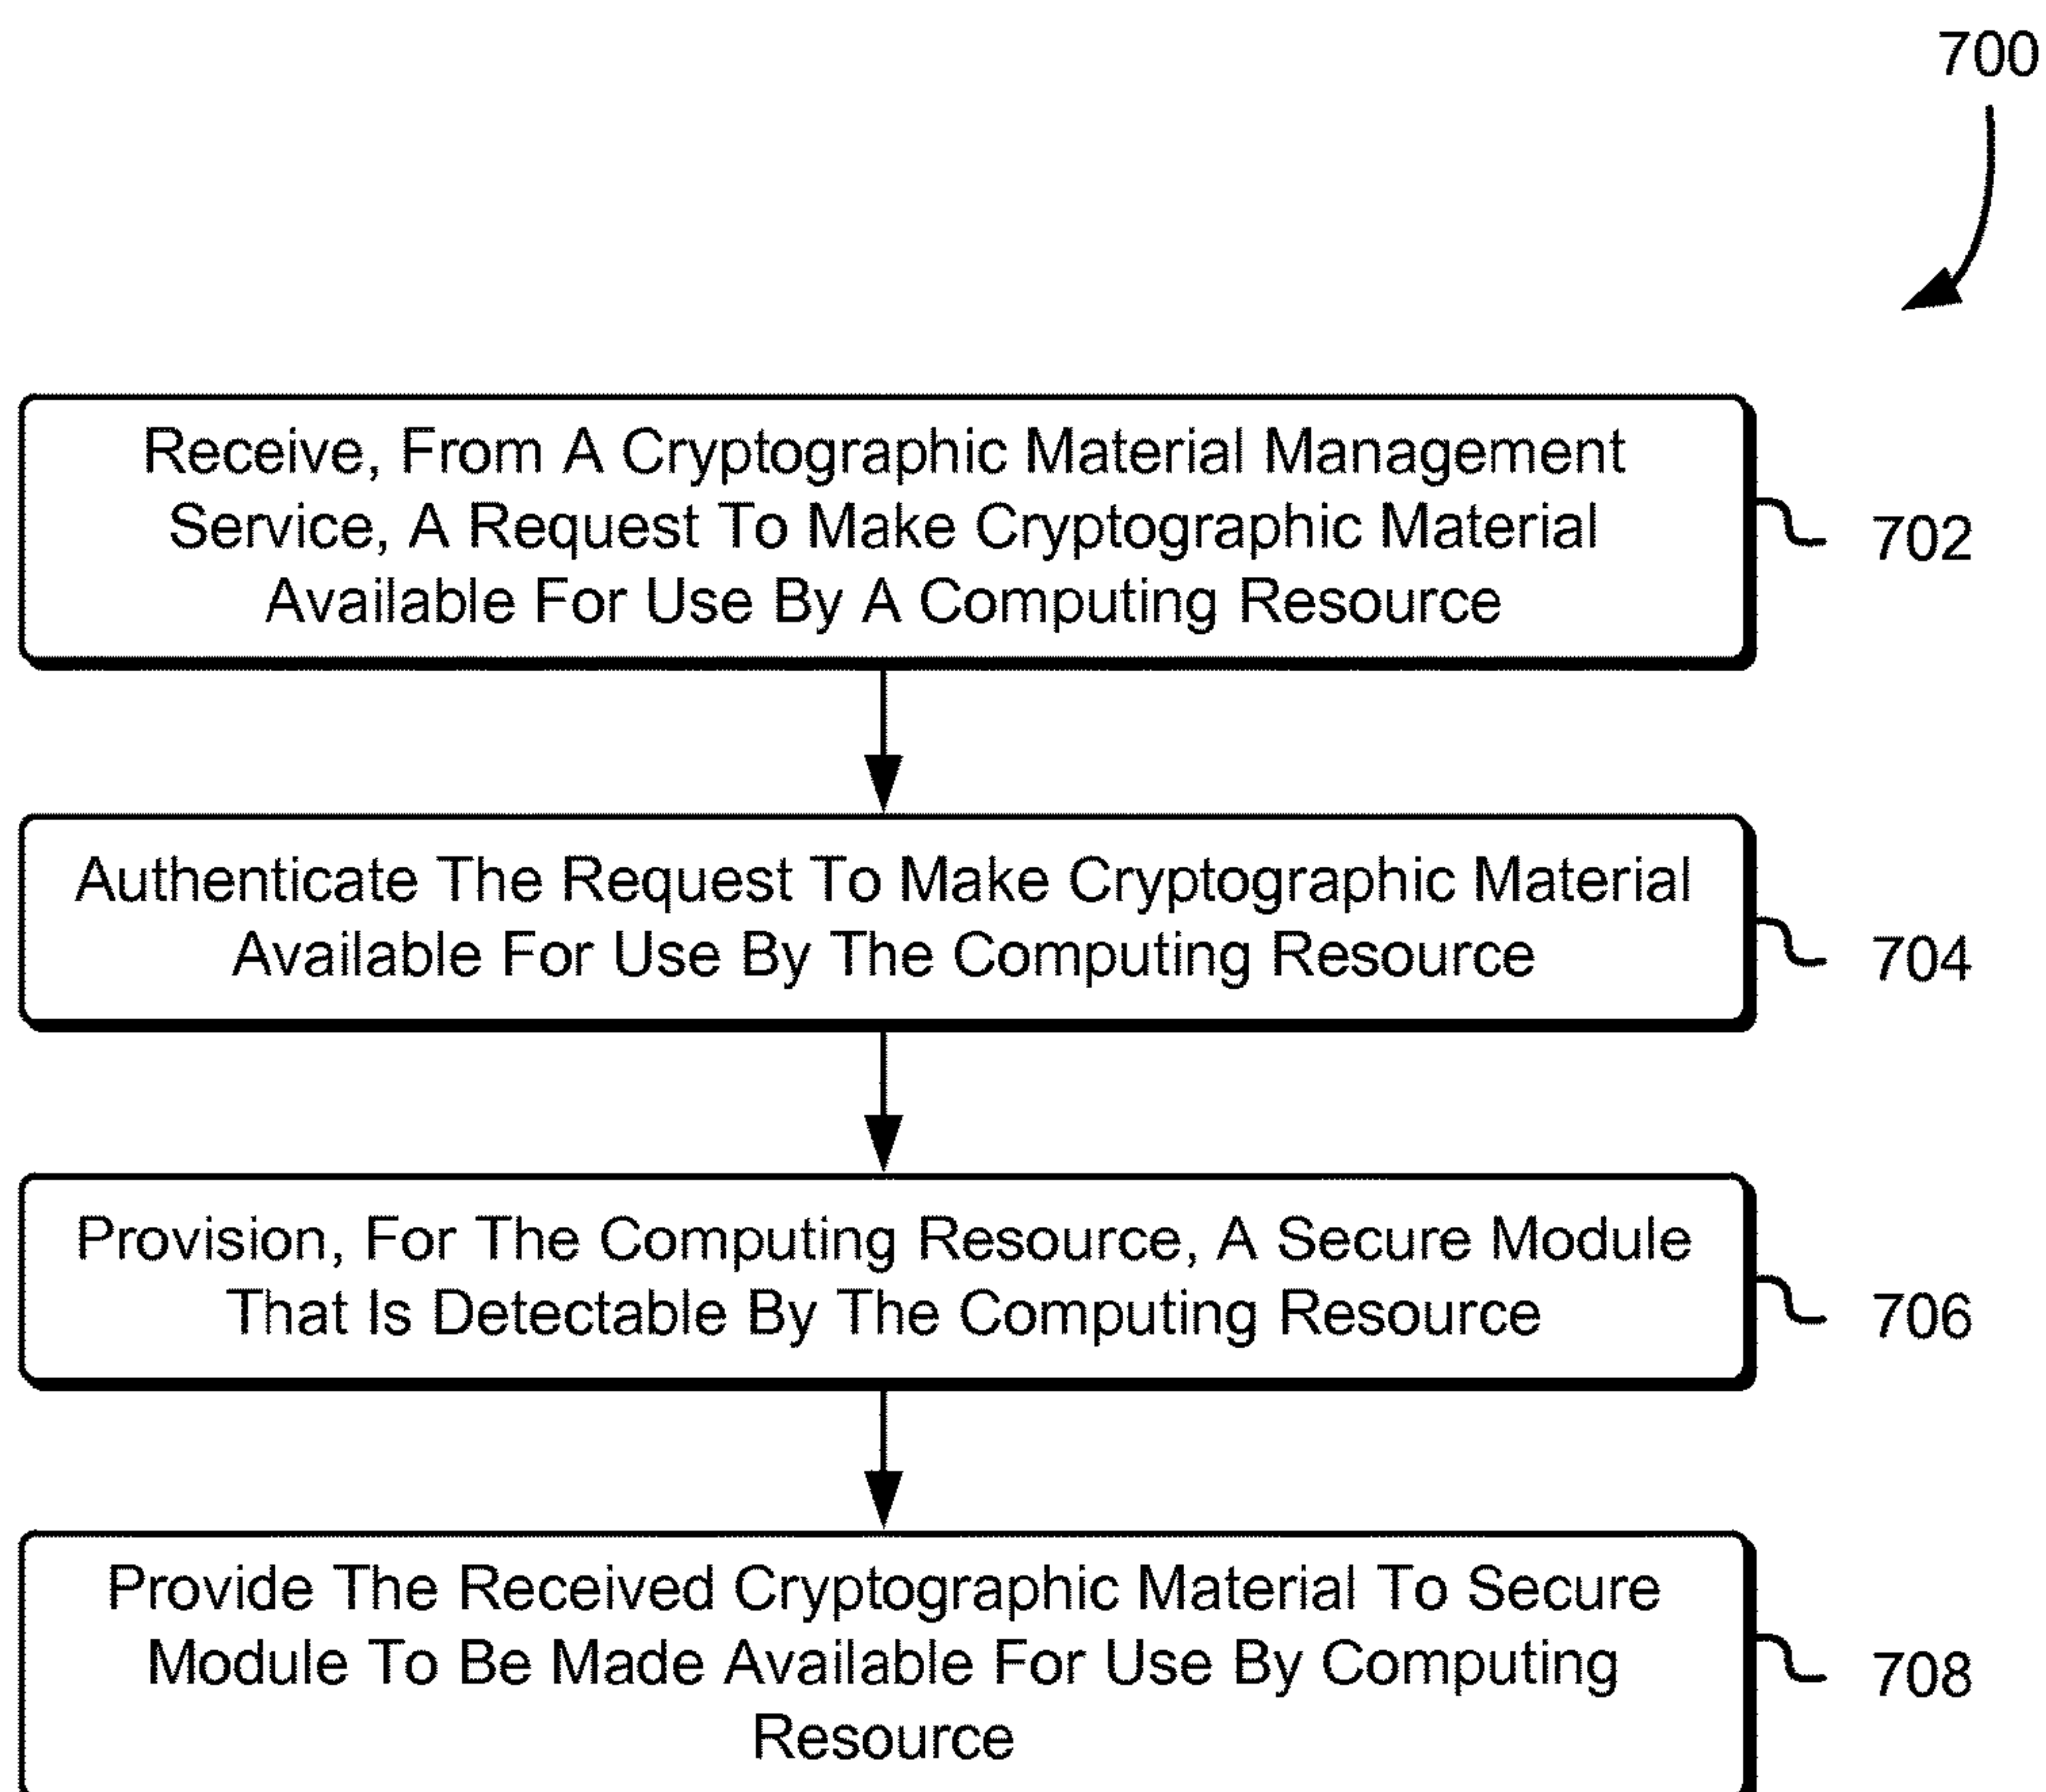 700
Receive, From A Cryptographic Material Management
Service, A Request To Make Cryptographic Material
Available For Use By A Computing Resource
702
Authenticate The Request To Make Cryptographic Material
Available For Use By The Computing Resource
704
Provision, For The Computing Resource, A Secure Module
That Is Detectable By The Computing Resource
706
Provide The Received Cryptographic Material To Secure
Module To Be Made Available For Use By Computing
Resource
708